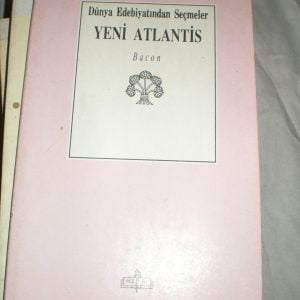 Dünya Edebiyatından Seçmeler
YENİ ATLANTİS
Bacon